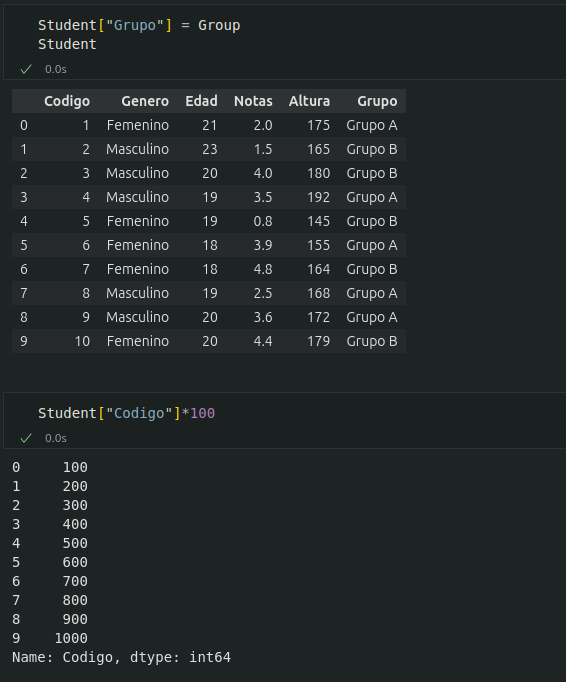 Student["Grupo"] = Group
Student
0.0s
Codigo Genero Edad Notas Altura Grupo
0 1 Femenino 21 2.0 175 Grupo A
1 2 Masculino 23 1.5 165 Grupo B
2 3 Masculino 20 4.0 180 Grupo B
3 4 Masculino 19 3.5 192 Grupo A
4 5 Femenino 19 0.8 145 Grupo B
5 6 Femenino 18 3.9 155 Grupo A
6 7 Femenino 18 4.8 164 Grupo B
7 8 Masculino 19 2.5 168 Grupo A
8 9 Masculino 20 3.6 172 Grupo A
9 10 Femenino 20 4.4 179 Grupo B
Student["Codigo"]*100
0.0s
0 100
1 200
2 300
3 400
4 500
5 600
6 700
7 800
8 900
9 1000
Name: Codigo, dtype: int64